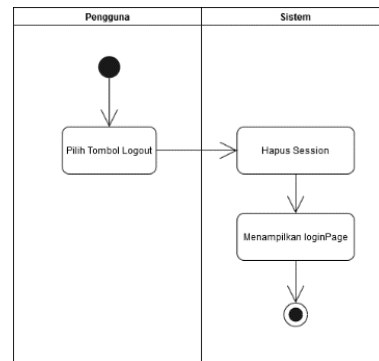 Pengguna
Sistem
Pilih Tombol Logout
Hapus Session
Menampilkan loginPage